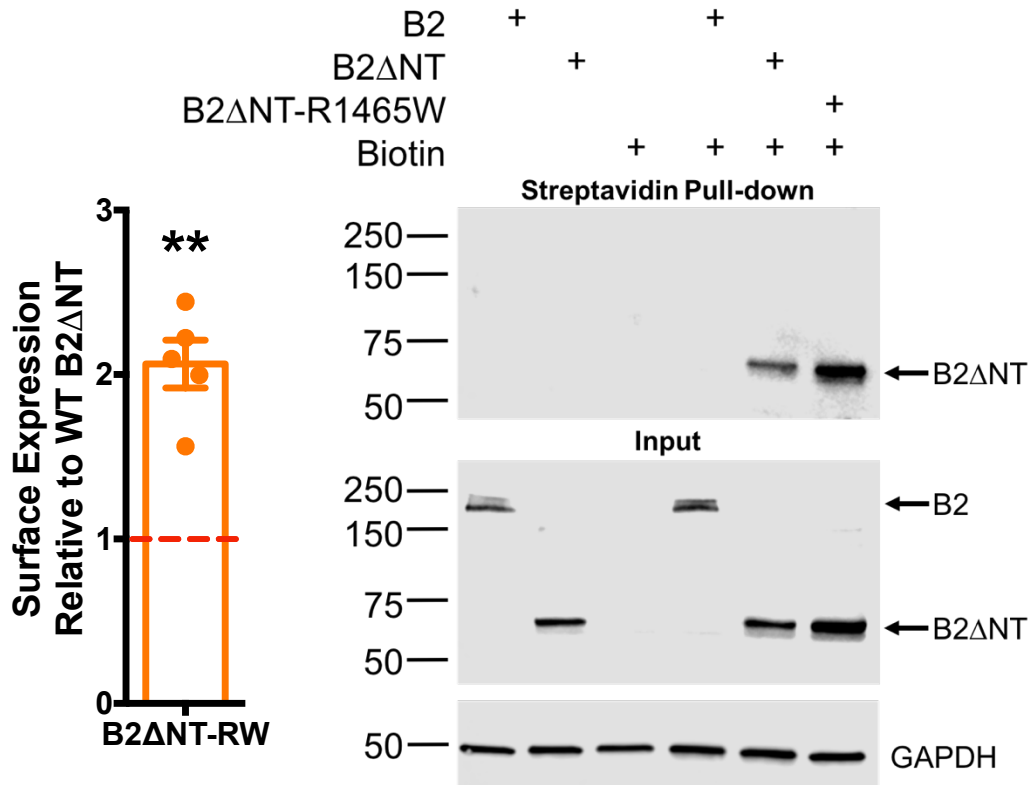 B2 + +
B2ΔNT + +
B2ΔNT-R1465W +
Biotin + + + +
Surface Expression
Relative to WT B2ΔNT
3
2
1
0
**
B2ΔNT-RW
Streptavidin Pull-down
250
150
75
50
B2ΔNT
Input
250
150
75
50
B2
B2ΔNT
50
GAPDH